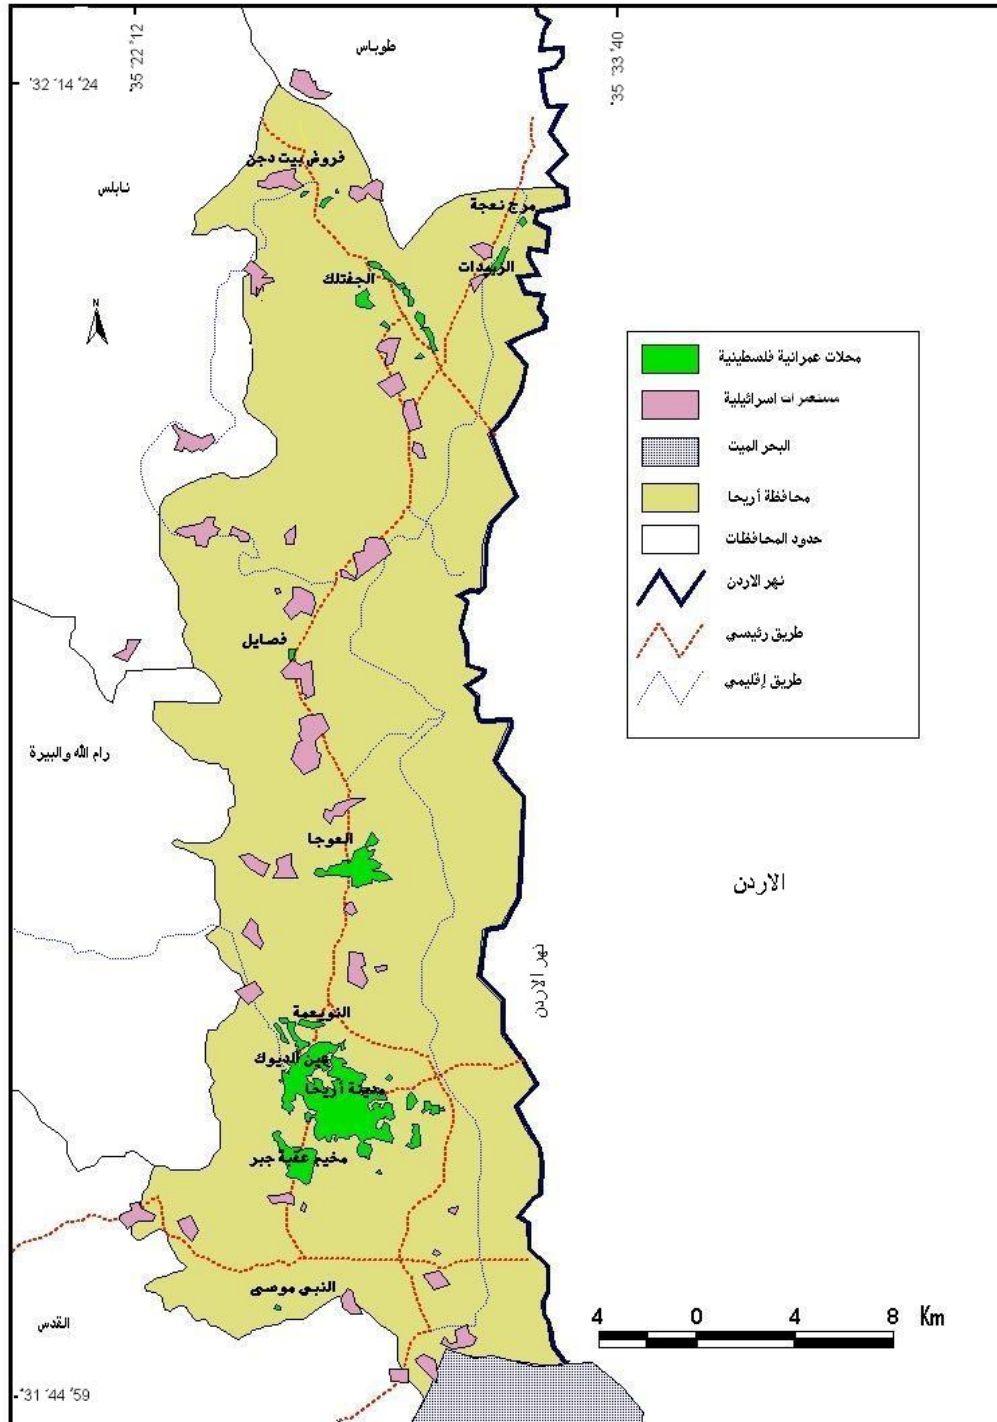 35 22 12
35 33 40
طوباس
32 14 24
فروش بيت دجن
نابلس
مرج نعجة
الزبيدات
الجفتلك
N
محلات عمرانية فلسطينية
مستعمرات اسرائيلية
البحر الميت
محافظة أريحا
حدود المحافظات
نهر الاردن
طريق رئيسي
طريق إقليمي
فصايل
رام الله والبيرة
العوجا
الاردن
نهر الاردن
النويعمة
عين الديوك
مدينة أريحا
مخيم عقبة جبر
النبي موسى
القدس
4 0 4 8 Km
31 44 59